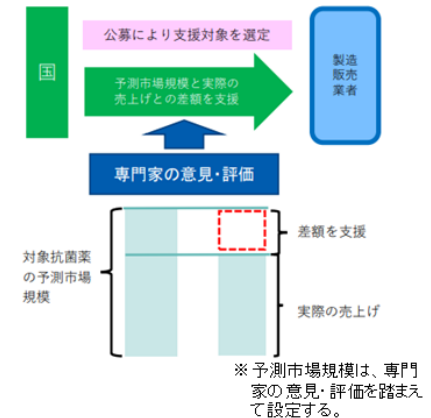 公募により支援対象を選定
国
予測市場規模と実際の
売上げとの差額を支援
製造
販売
業者
専門家の意見・評価
対象抗菌薬
の予測市場
規模
差額を支援
実際の売上げ
※予測市場規模は、専門
家の意見・評価を踏まえ
て設定する。